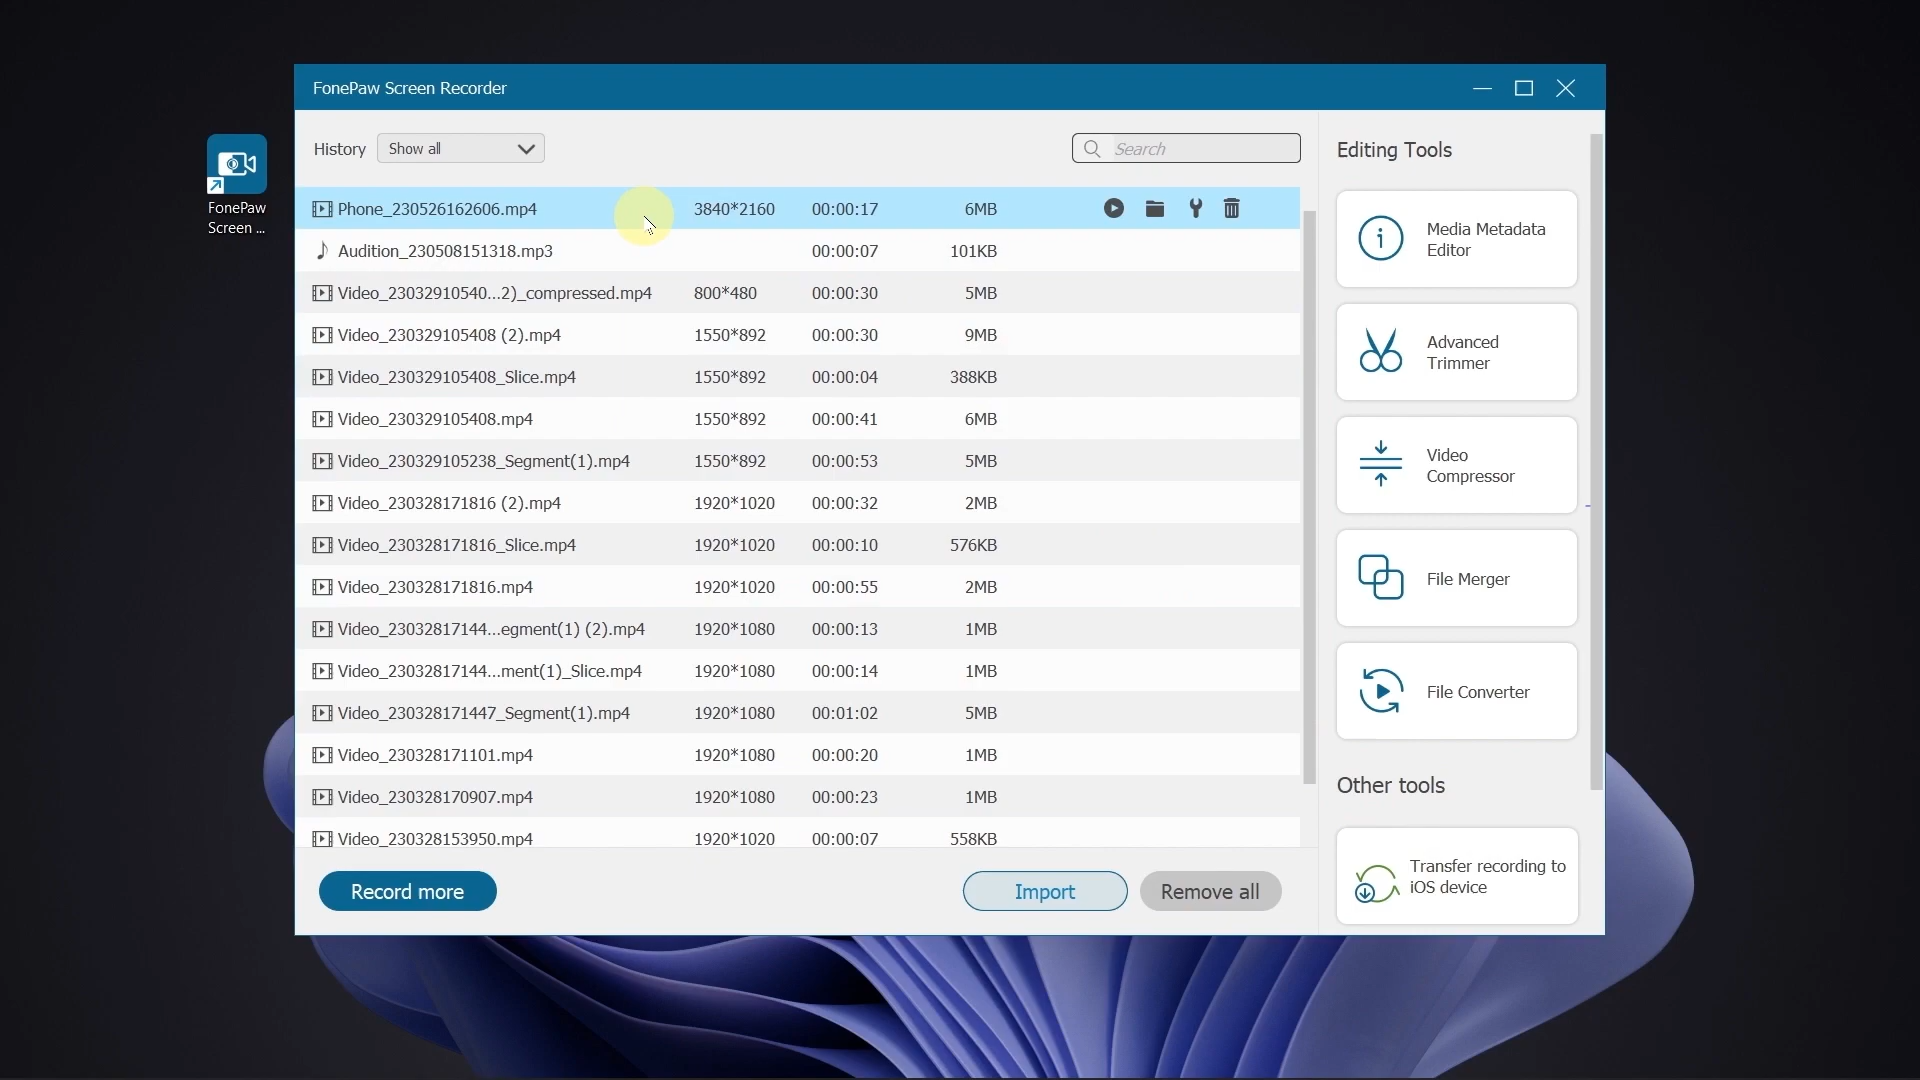 FonePaw Screen Recorder
FonePaw
Screen ...
History
Show all
Search
Phone_230526162606.mp4 3840*2160 00:00:17 6MB
Audition_230508151318.mp3 00:00:07 101KB
Video_23032910540...2)_compressed.mp4 800*480 00:00:30 5MB
Video_230329105408 (2).mp4 1550*892 00:00:30 9MB
Video_230329105408_Slice.mp4 1550*892 00:00:04 388KB
Video_230329105408.mp4 1550*892 00:00:41 6MB
Video_230329105238_Segment(1).mp4 1550*892 00:00:53 5MB
Video_230328171816 (2).mp4 1920*1020 00:00:32 2MB
Video_230328171816_Slice.mp4 1920*1020 00:00:10 576KB
Video_230328171816.mp4 1920*1020 00:00:55 2MB
Video_23032817144...egment(1) (2).mp4 1920*1080 00:00:13 1MB
Video_23032817144...ment(1)_Slice.mp4 1920*1080 00:00:14 1MB
Video_230328171447_Segment(1).mp4 1920*1080 00:01:02 5MB
Video_230328171101.mp4 1920*1080 00:00:20 1MB
Video_230328170907.mp4 1920*1080 00:00:23 1MB
Video_230328153950.mp4 1920*1020 00:00:07 558KB
Record more
Import
Remove all
Editing Tools
Media Metadata
Editor
Advanced
Trimmer
Video
Compressor
File Merger
File Converter
Other tools
Transfer recording to
iOS device